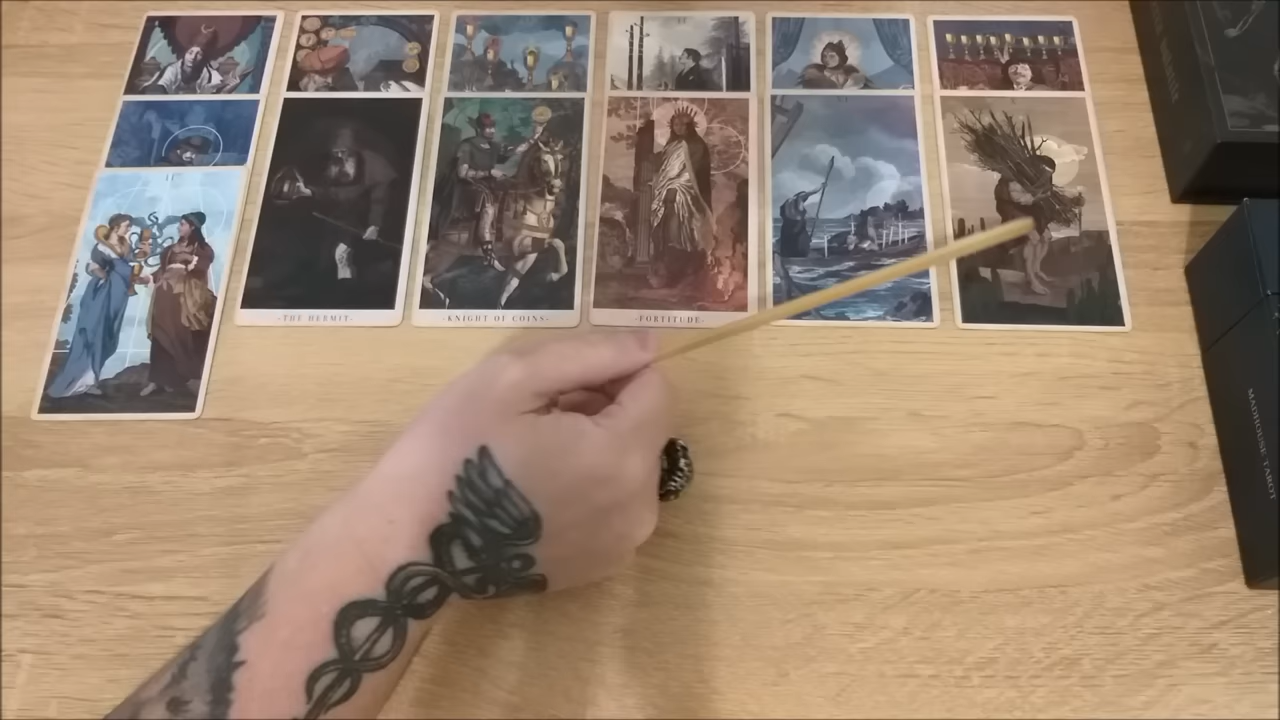 -THE HERMIT-
-KNIGHT OF COINS-
-FORTITUDE-
MADHOUSE TAROT